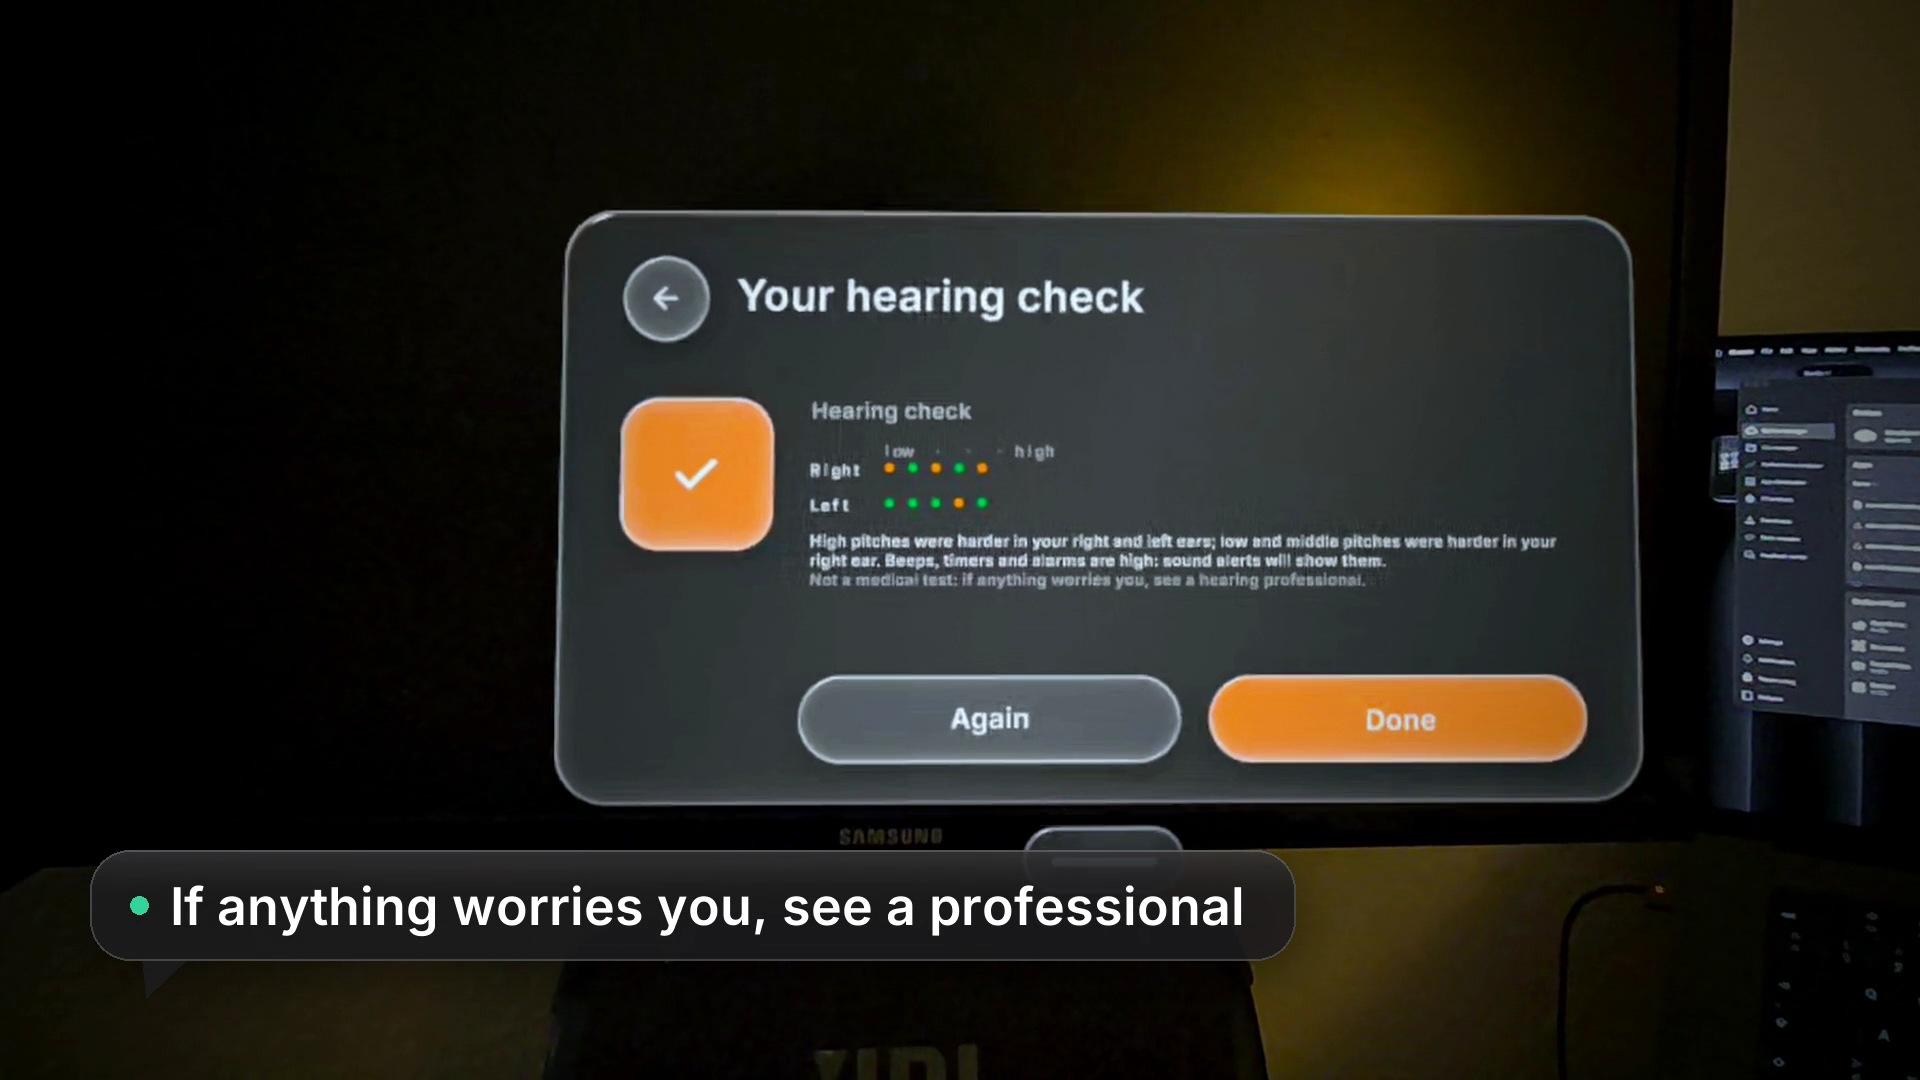 Your hearing check
Hearing check
low - - - high
Right
Left
High pitches were harder in your right and left ears; low and middle pitches were harder in your
right ear. Beeps, timers and alarms are high: sound alerts will show them.
Not a medical test: if anything worries you, see a hearing professional.
Again
Done
SAMSUNG
If anything worries you, see a professional